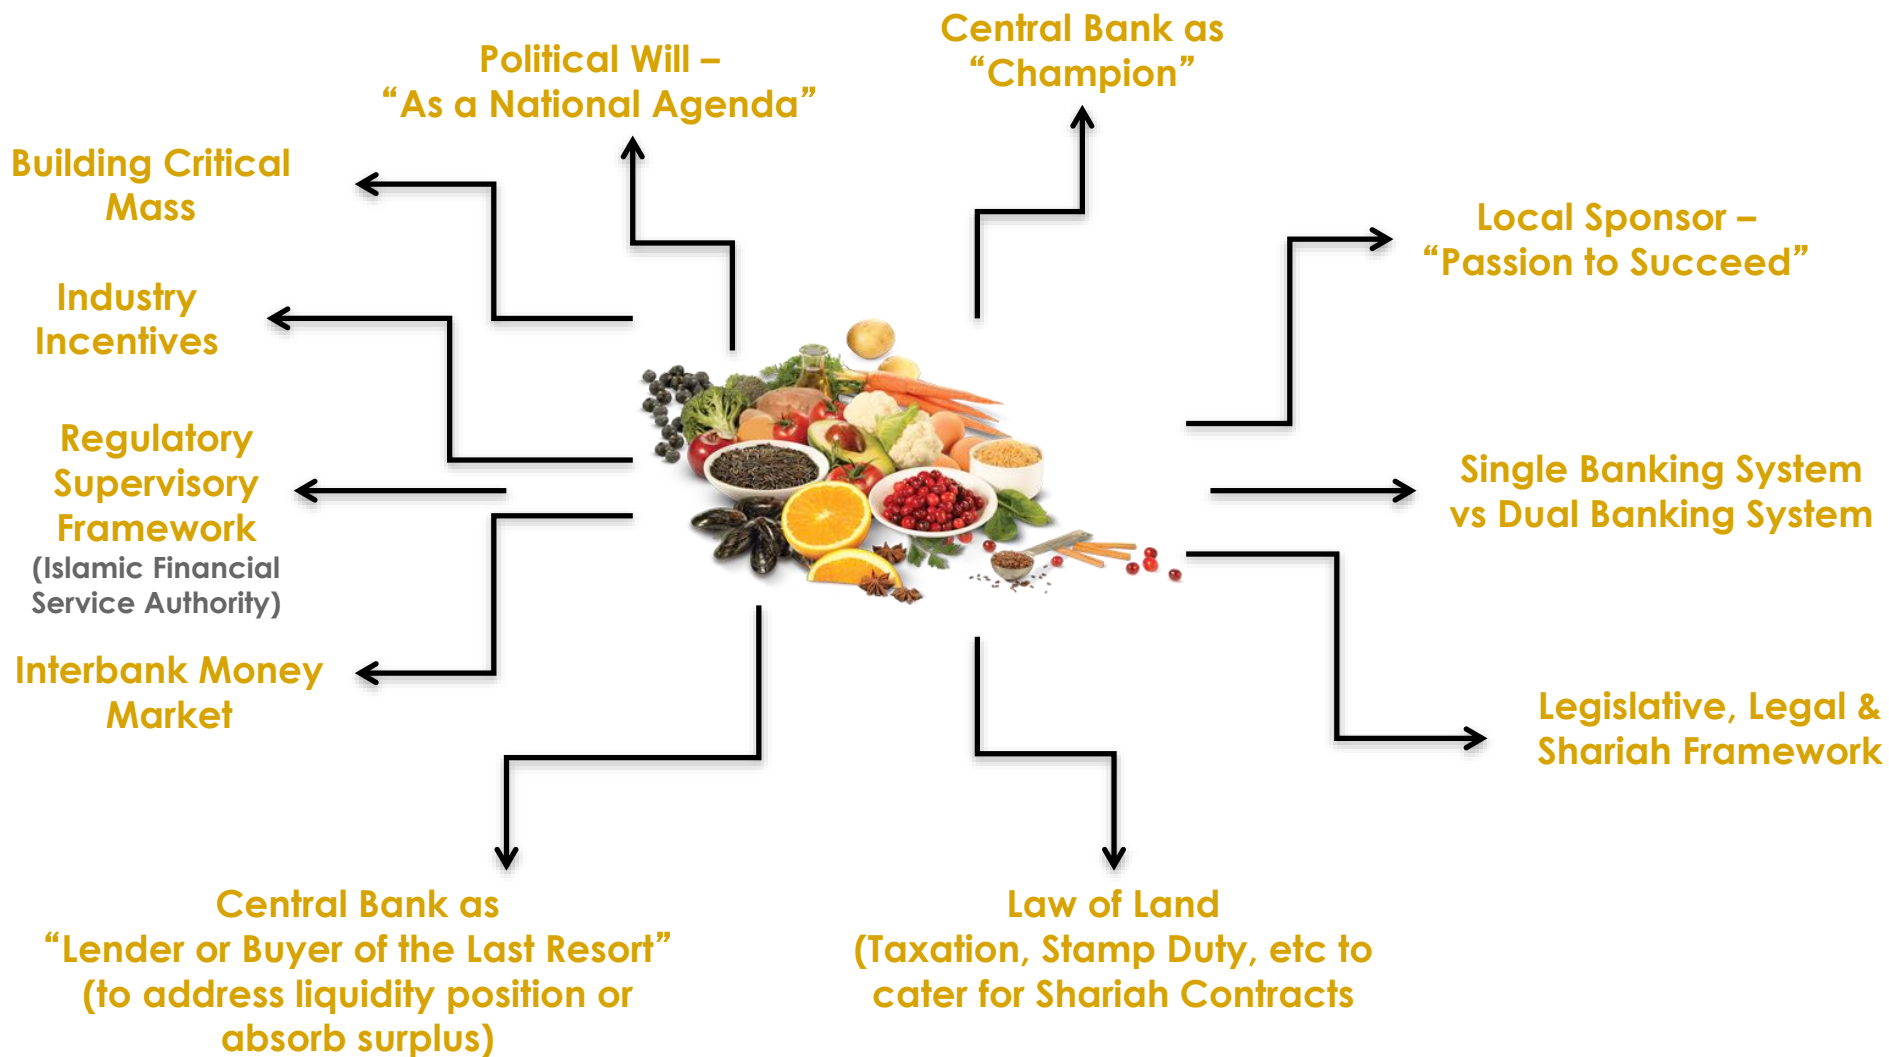 Central Bank as
“Champion”
Political Will –
“As a National Agenda”
Building Critical
Mass
Local Sponsor –
“Passion to Succeed”
Industry
Incentives
Regulatory
Supervisory
Framework
(Islamic Financial
Service Authority)
Single Banking System
vs Dual Banking System
Interbank Money
Market
Legislative, Legal &
Shariah Framework
Central Bank as
“Lender or Buyer of the Last Resort”
(to address liquidity position or
absorb surplus)
Law of Land
(Taxation, Stamp Duty, etc to
cater for Shariah Contracts